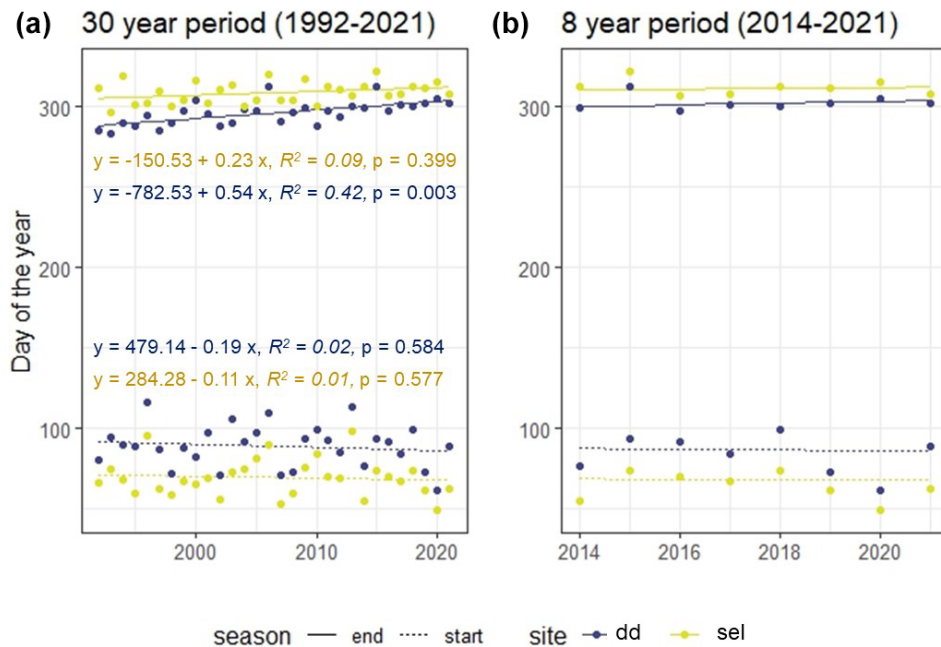 (a) 30 year period (1992-2021)
(b) 8 year period (2014-2021)
Day of the year
300
200
100
y = -150.53 + 0.23 x, R² = 0.09, p = 0.399
y = -782.53 + 0.54 x, R² = 0.42, p = 0.003
y = 479.14 - 0.19 x, R² = 0.02, p = 0.584
y = 284.28 - 0.11 x, R² = 0.01, p = 0.577
2000 2010 2020
300
200
100
2014 2016 2018 2020
season end start site dd sel